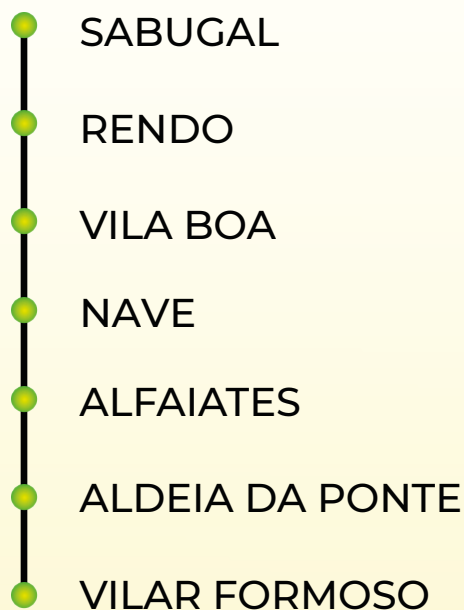 SABUGAL
RENDO
VILA BOA
NAVE
ALFAIATES
ALDEIA DA PONTE
VILAR FORMOSO